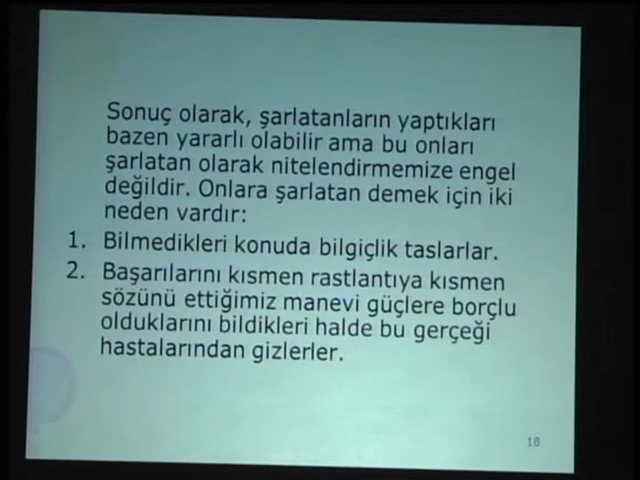 Sonuç olarak, şarlatanların yaptıkları
bazen yararlı olabilir ama bu onları
şarlatan olarak nitelendirmemize engel
değildir. Onlara şarlatan demek için iki
neden vardır:
1. Bilmedikleri konuda bilgiçlik taslarlar.
2. Başarılarını kısmen rastlantıya kısmen
sözünü ettiğimiz manevi güçlere borçlu
olduklarını bildikleri halde bu gerçeği
hastalarından gizlerler.
18